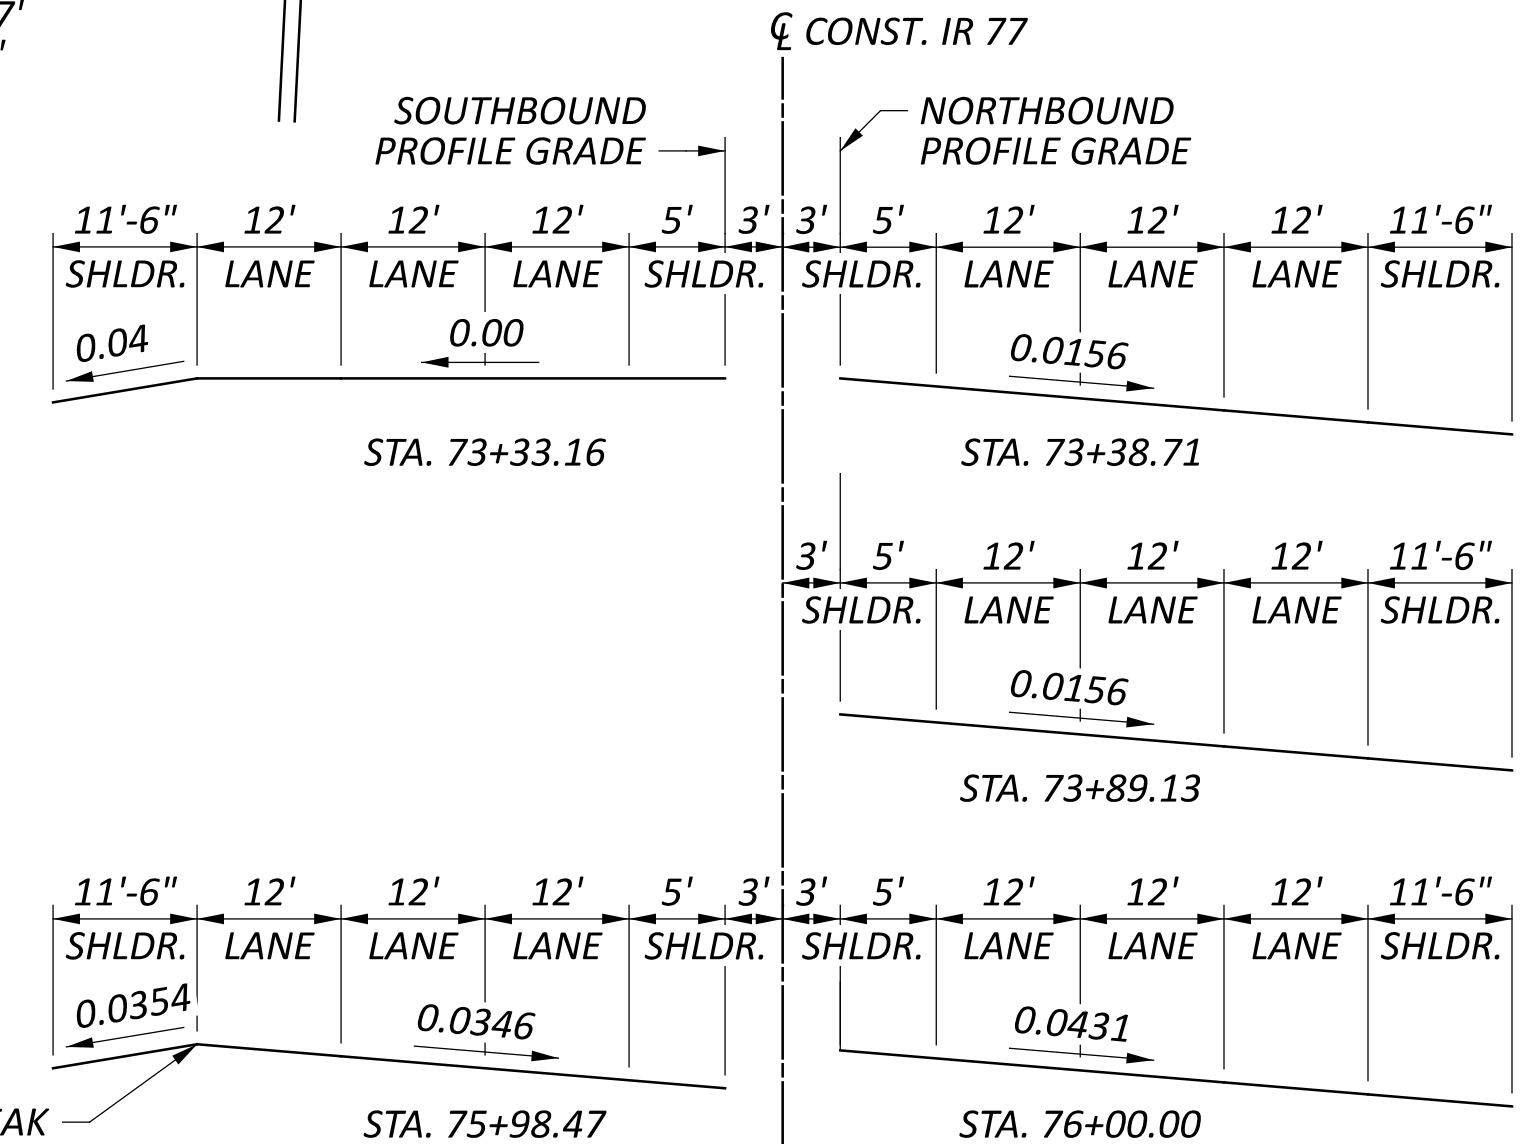 7'
'
℄ CONST. IR 77
SOUTHBOUND
PROFILE GRADE
NORTHBOUND
PROFILE GRADE
11'-6" 12' 12' 12' 5' 3' 3' 5' 12' 12' 12' 11'-6"
SHLDR. LANE LANE LANE SHLDR. SHLDR. LANE LANE LANE SHLDR.
0.04 0.00 0.0156
STA. 73+33.16 STA. 73+38.71
3' 5' 12' 12' 12' 11'-6"
SHLDR. LANE LANE LANE SHLDR.
0.0156
STA. 73+89.13
11'-6" 12' 12' 12' 5' 3' 3' 5' 12' 12' 12' 11'-6"
SHLDR. LANE LANE LANE SHLDR. SHLDR. LANE LANE LANE SHLDR.
0.0354 0.0346 0.0431
AK
STA. 75+98.47 STA. 76+00.00